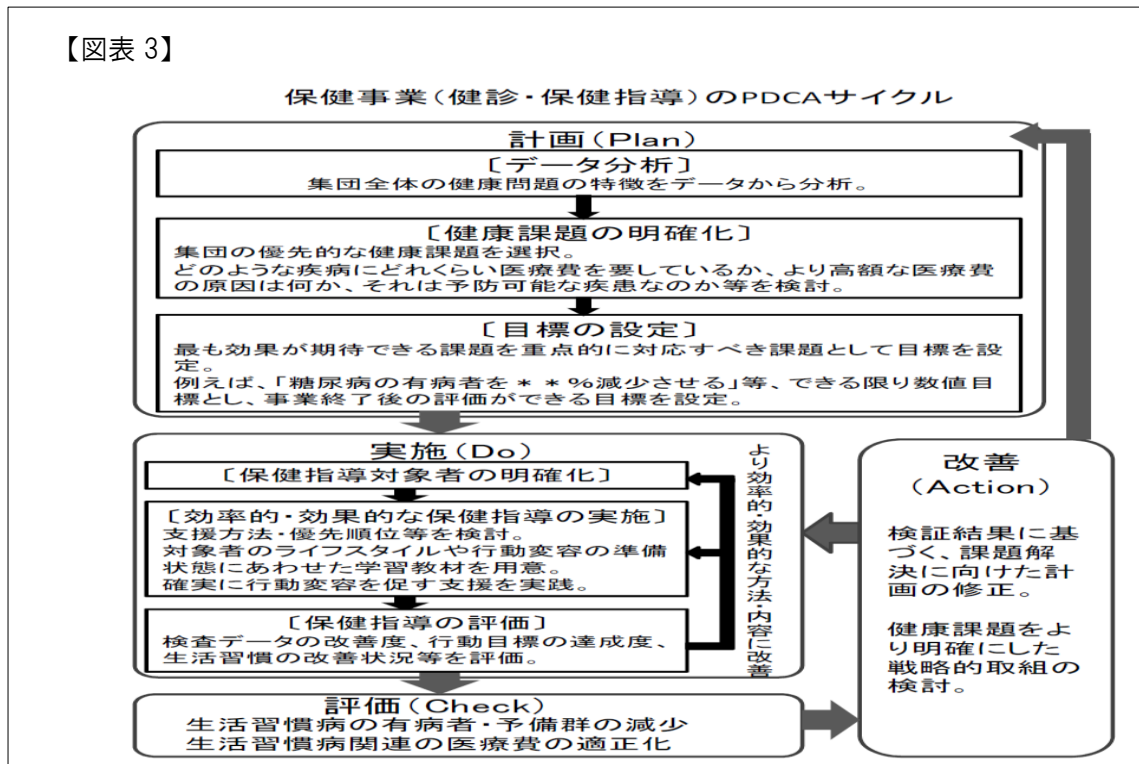 【図表 3】
保健事業(健診・保健指導)のPDCAサイクル
計画(Plan)
[データ分析]
集団全体の健康問題の特徴をデータから分析。
[健康課題の明確化]
集団の優先的な健康課題を選択。
どのような疾病にどれくらい医療費を要しているか、より高額な医療費
の原因は何か、それは予防可能な疾患なのか等を検討。
[目標の設定]
最も効果が期待できる課題を重点的に対応すべき課題として目標を設
定。
例えば、「糖尿病の有病者を＊＊%減少させる」等、できる限り数値目
標とし、事業終了後の評価ができる目標を設定。
実施(Do)
[保健指導対象者の明確化]
[効率的・効果的な保健指導の実施]
支援方法・優先順位等を検討。
対象者のライフスタイルや行動変容の準備
状態にあわせた学習教材を用意。
確実に行動変容を促す支援を実践。
[保健指導の評価]
検査データの改善度、行動目標の達成度、
生活習慣の改善状況等を評価。
より効率的・効果的な方法・内容に改善
評価(Check)
生活習慣病の有病者・予備群の減少
生活習慣病関連の医療費の適正化
改善
(Action)
検証結果に基
づく、課題解
決に向けた計
画の修正。
健康課題をよ
り明確にした
戦略的取組の
検討。